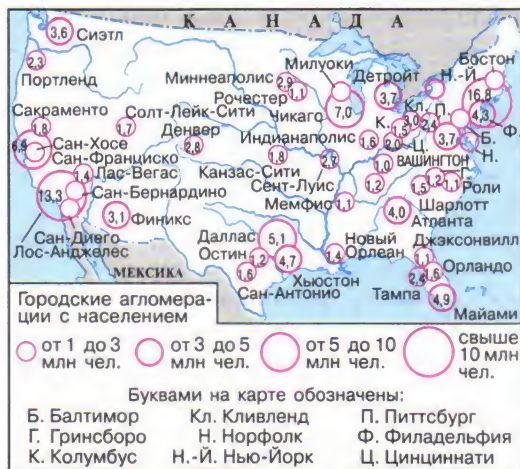 КАНАДА
3,6 Сиэтл
2,3
Портленд
Миннеаполис 2,9
Рочестер 1,1
Милуоки
Чикаго 7,0
Детройт 3,7
Н.-Й.
Бостон
16,8
4,3 Ф.
Сакраменто
1,8
Солт-Лейк-Сити
1,7
Денвер
2,8
Индианаполис
1,6
К. 1,5
Кл. 3,0
П. 2,4
3,7 Б.
Н.
Ц. 2,0
Сан-Хосе
Сан-Франциско
Лас-Вегас
1,4
Канзас-Сити
1,8
Сент-Луис
2,7
1,0
ВАШИНГТОН
1,2
Г.
1,2
1,5
1,1 Роли
Шарлотт
13,3
Сан-Бернардино
3,1
Финикс
Мемфис
1,1
4,0
Атланта
Сан-Диего
Лос-Анджелес
Даллас 5,1
Остин 1,2
4,7
Хьюстон
1,6
Сан-Антонио
1,4
Новый
Орлеан
Джэксонвилл
1,1
Орландо
1,6
Тампа
4,9
Майами
МЕКСИКА
Городские агломера-
ции с населением
от 1 до 3
млн чел.
от 3 до 5
млн чел.
от 5 до 10
млн чел.
свыше
10 млн
чел.
Буквами на карте обозначены:
Б. Балтимор Кл. Кливленд П. Питтсбург
Г. Гринсборо Н. Норфолк Ф. Филадельфия
К. Колумбус Н.-Й. Нью-Йорк Ц. Цинциннати